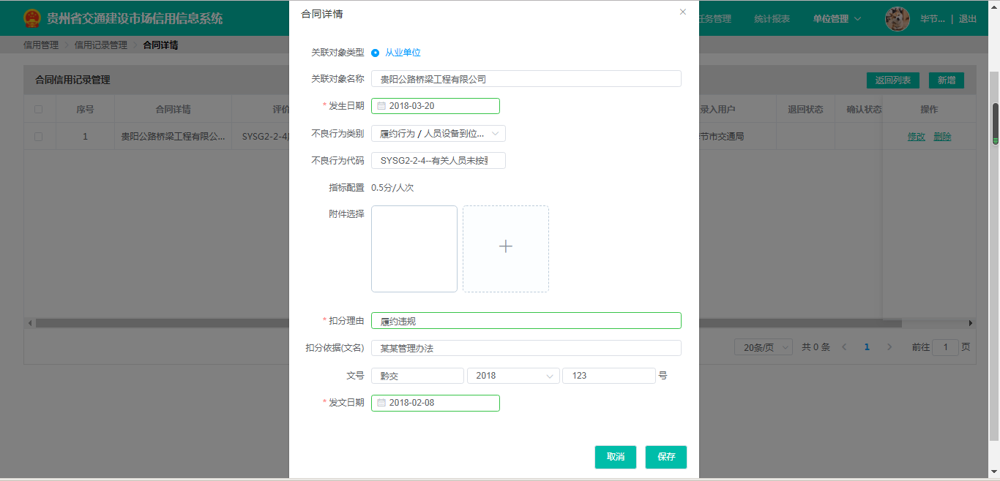 贵州省交通建设市场信用信息系统
任务管理 统计报表 单位管理 毕节... | 退出
信用管理 > 信用记录管理 > 合同详情
合同信用记录管理 返回列表 新增
序号 合同详情 评价 录入用户 退回状态 确认状态 操作
1 贵阳公路桥梁工程有限公... SYSG2-2-4 节市交通局 修改 删除
20条/页 共 0 条 1 前往 1 页
合同详情
关联对象类型 从业单位
关联对象名称 贵阳公路桥梁工程有限公司
* 发生日期 2018-03-20
不良行为类别 履约行为 / 人员设备到位...
不良行为代码 SYSG2-2-4--有关人员未按
指标配置 0.5分/人次
附件选择
* 扣分理由 履约违规
扣分依据(文名) 某某管理办法
文号 黔交 2018 123 号
* 发文日期 2018-02-08
取消 保存